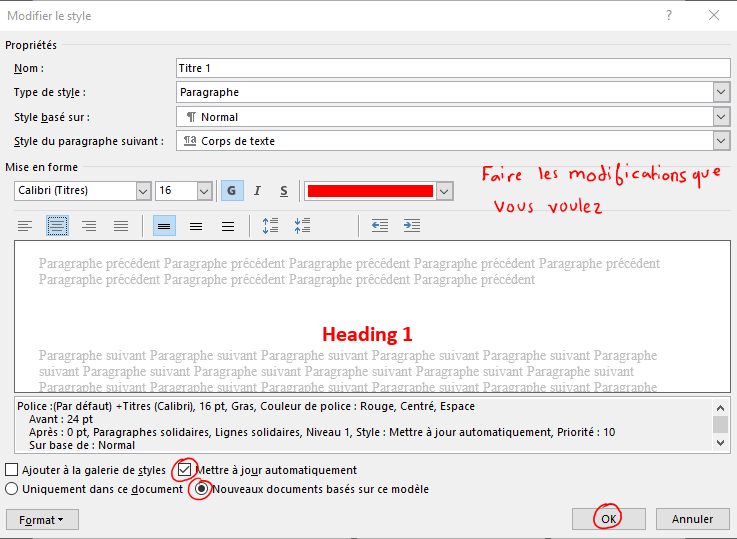 Modifier le style
?
Propriétés
Nom :
Titre 1
Type de style :
Paragraphe
Style basé sur :
¶ Normal
Style du paragraphe suivant :
¶a Corps de texte
Mise en forme
Calibri (Titres) 16 G I S
Faire les modifications que
vous voulez
Paragraphe précédent Paragraphe précédent Paragraphe précédent Paragraphe précédent Paragraphe précédent
Paragraphe précédent Paragraphe précédent Paragraphe précédent Paragraphe précédent
Heading 1
Paragraphe suivant Paragraphe suivant Paragraphe suivant Paragraphe suivant Paragraphe suivant Paragraphe
suivant Paragraphe suivant Paragraphe suivant Paragraphe suivant Paragraphe suivant Paragraphe suivant
Paragraphe suivant Paragraphe suivant Paragraphe suivant Paragraphe suivant Paragraphe suivant
Police :(Par défaut) +Titres (Calibri), 16 pt, Gras, Couleur de police : Rouge, Centré, Espace
Avant : 24 pt
Après : 0 pt, Paragraphes solidaires, Lignes solidaires, Niveau 1, Style : Mettre à jour automatiquement, Priorité : 10
Sur base de : Normal
Ajouter à la galerie de styles Mettre à jour automatiquement
Uniquement dans ce document Nouveaux documents basés sur ce modèle
Format
OK
Annuler